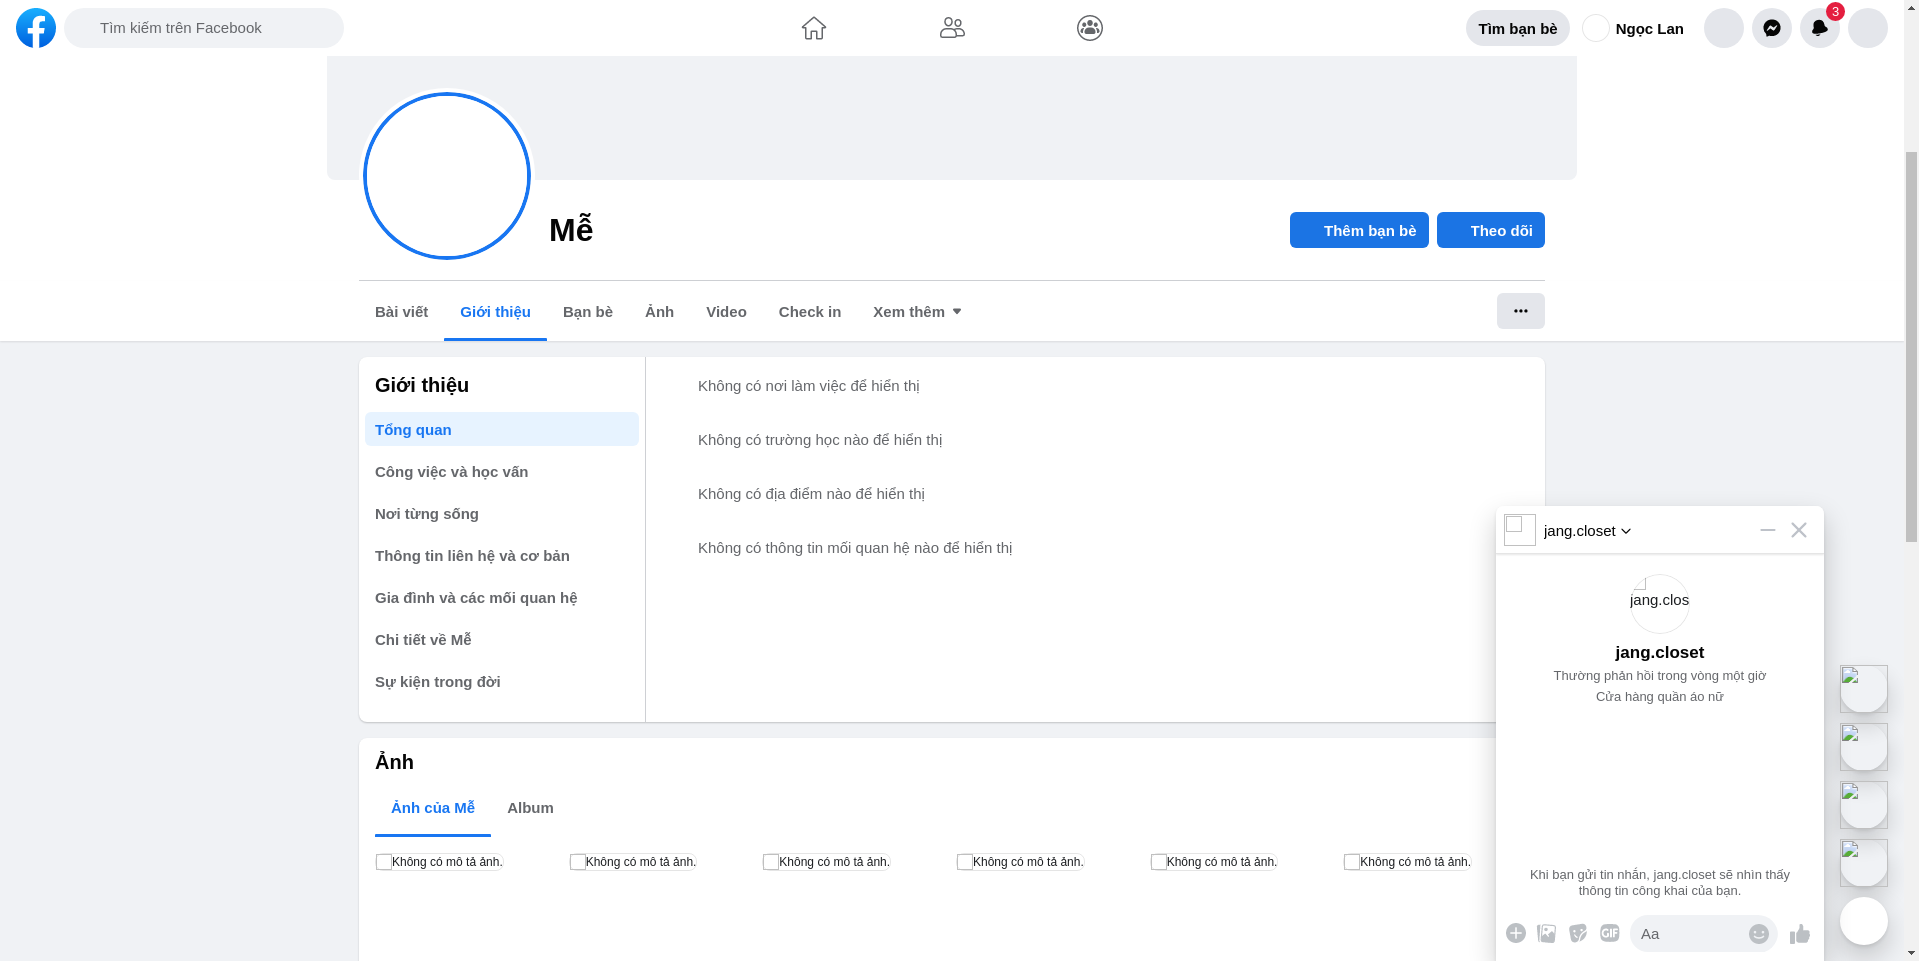 Tìm kiếm trên Facebook
Tìm bạn bè
Ngọc Lan
3
Mễ
Thêm bạn bè
Theo dõi
Bài viết
Giới thiệu
Bạn bè
Ảnh
Video
Check in
Xem thêm
Giới thiệu
Tổng quan
Công việc và học vấn
Nơi từng sống
Thông tin liên hệ và cơ bản
Gia đình và các mối quan hệ
Chi tiết về Mễ
Sự kiện trong đời
Không có nơi làm việc để hiển thị
Không có trường học nào để hiển thị
Không có địa điểm nào để hiển thị
Không có thông tin mối quan hệ nào để hiển thị
Ảnh
Ảnh của Mễ
Album
Không có mô tả ảnh.
Không có mô tả ảnh.
Không có mô tả ảnh.
Không có mô tả ảnh.
Không có mô tả ảnh.
Không có mô tả ảnh.
jang.closet
jang.clos
jang.closet
Thường phản hồi trong vòng một giờ
Cửa hàng quần áo nữ
Khi bạn gửi tin nhắn, jang.closet sẽ nhìn thấy
thông tin công khai của bạn.
GIF
Aa